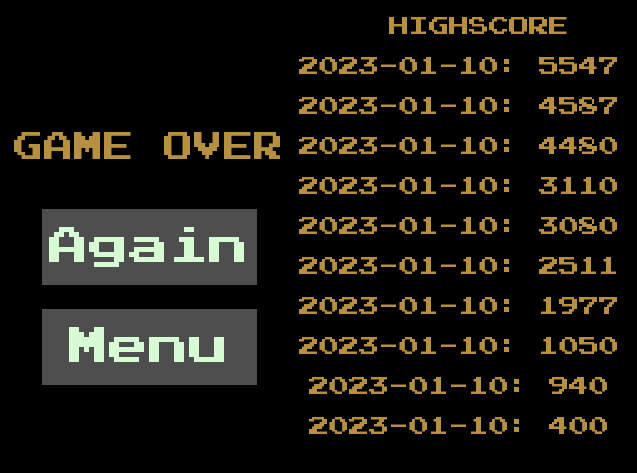 GAME OVER
Again
Menu
HIGHSCORE
2023-01-10: 5547
2023-01-10: 4587
2023-01-10: 4480
2023-01-10: 3110
2023-01-10: 3080
2023-01-10: 2511
2023-01-10: 1977
2023-01-10: 1050
2023-01-10: 940
2023-01-10: 400